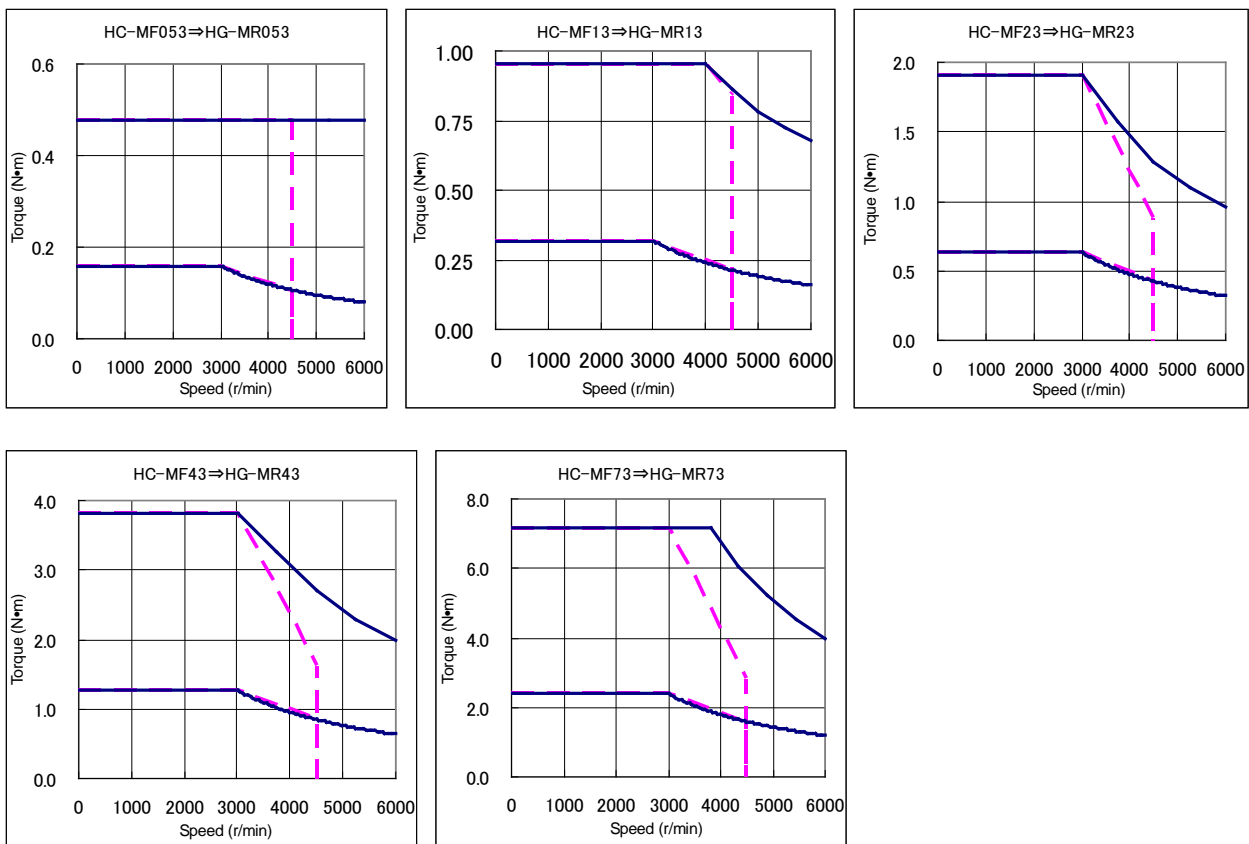 HC-MF053⇒HG-MR053
0.6
0.4
0.2
0.0
Torque (N•m)
0 1000 2000 3000 4000 5000 6000
Speed (r/min)
HC-MF13⇒HG-MR13
1.00
0.75
0.50
0.25
0.00
Torque (N•m)
0 1000 2000 3000 4000 5000 6000
Speed (r/min)
HC-MF23⇒HG-MR23
2.0
1.5
1.0
0.5
0.0
Torque (N•m)
0 1000 2000 3000 4000 5000 6000
Speed (r/min)
HC-MF43⇒HG-MR43
4.0
3.0
2.0
1.0
0.0
Torque (N•m)
0 1000 2000 3000 4000 5000 6000
Speed (r/min)
HC-MF73⇒HG-MR73
8.0
6.0
4.0
2.0
0.0
Torque (N•m)
0 1000 2000 3000 4000 5000 6000
Speed (r/min)